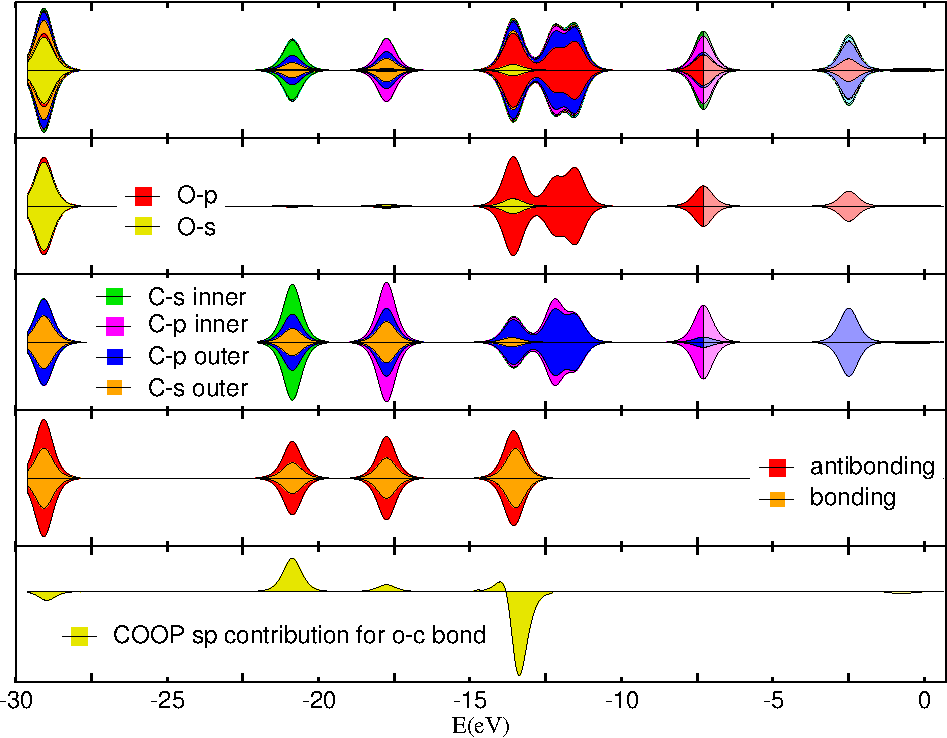 O-p
O-s
C-s inner
C-p inner
C-p outer
C-s outer
antibonding
bonding
COOP sp contribution for o-c bond
-30 -25 -20 -15 -10 -5 0
E(eV)